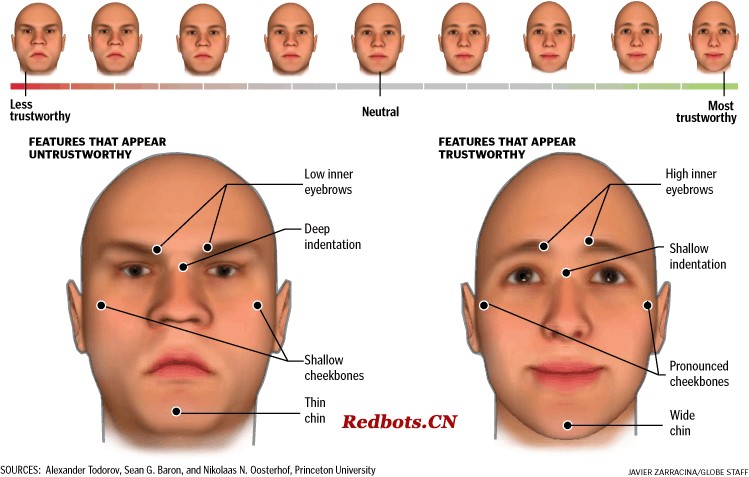 Less
trustworthy
Neutral
Most
trustworthy
FEATURES THAT APPEAR
UNTRUSTWORTHY
Low inner
eyebrows
Deep
indentation
Shallow
cheekbones
Thin
chin
FEATURES THAT APPEAR
TRUSTWORTHY
High inner
eyebrows
Shallow
indentation
Pronounced
cheekbones
Wide
chin
Redbots.CN
SOURCES: Alexander Todorov, Sean G. Baron, and Nikolaas N. Oosterhof, Princeton University
JAVIER ZARRACINA/GLOBE STAFF